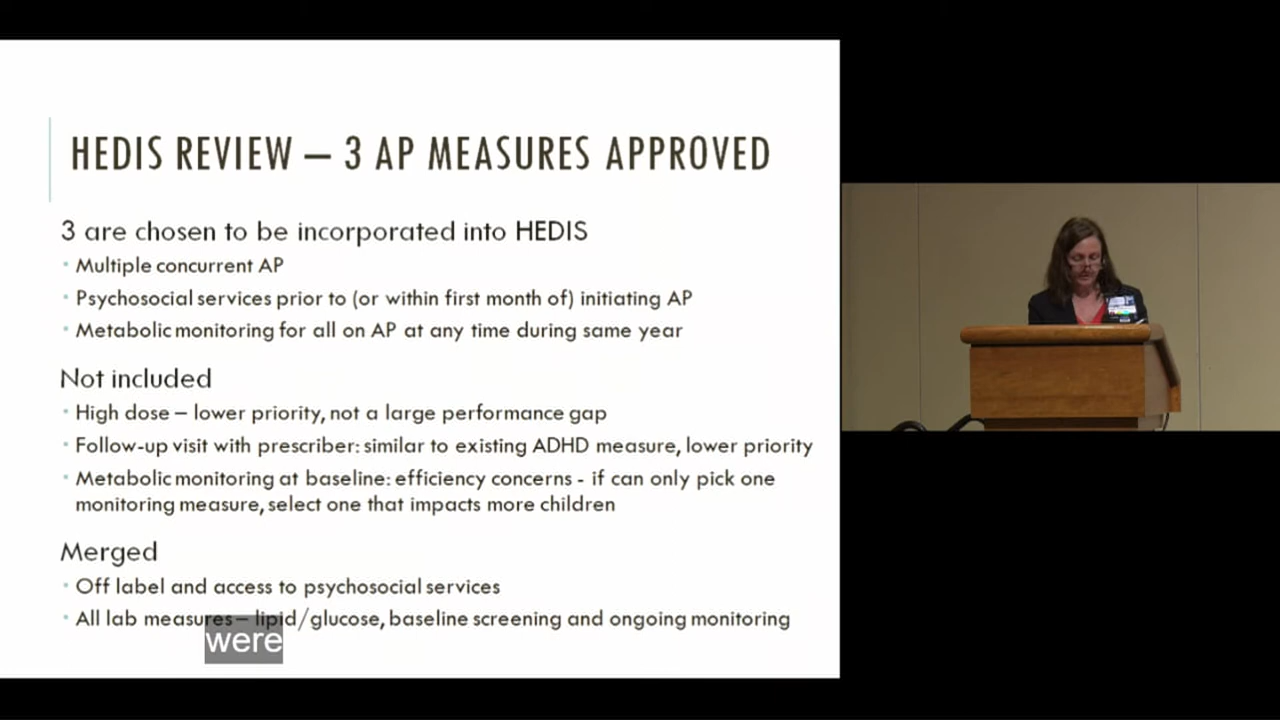 HEDIS REVIEW – 3 AP MEASURES APPROVED
3 are chosen to be incorporated into HEDIS
Multiple concurrent AP
Psychosocial services prior to (or within first month of) initiating AP
Metabolic monitoring for all on AP at any time during same year
Not included
High dose – lower priority, not a large performance gap
Follow-up visit with prescriber: similar to existing ADHD measure, lower priority
Metabolic monitoring at baseline: efficiency concerns - if can only pick one
monitoring measure, select one that impacts more children
Merged
Off label and access to psychosocial services
All lab measures – lipid/glucose, baseline screening and ongoing monitoring
were